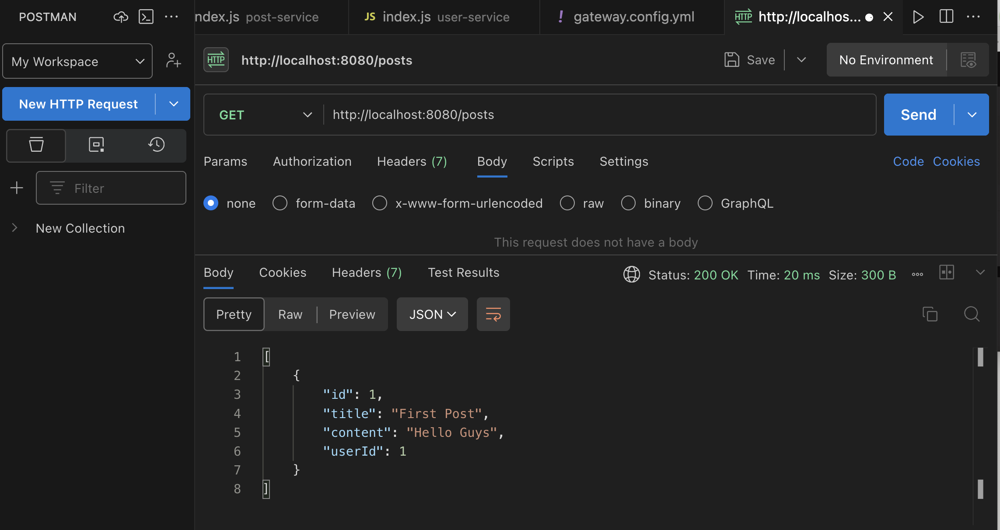 POSTMAN
ndex.js post-service
JS index.js user-service
! gateway.config.yml
HTTP http://localhos...
My Workspace
HTTP http://localhost:8080/posts
Save
No Environment
New HTTP Request
GET http://localhost:8080/posts
Send
Params Authorization Headers (7) Body Scripts Settings
Code Cookies
Filter
none form-data x-www-form-urlencoded raw binary GraphQL
New Collection
This request does not have a body
Body Cookies Headers (7) Test Results
Status: 200 OK Time: 20 ms Size: 300 B
Pretty Raw Preview JSON
1 [
2 {
3 "id": 1,
4 "title": "First Post",
5 "content": "Hello Guys",
6 "userId": 1
7 }
8 ]